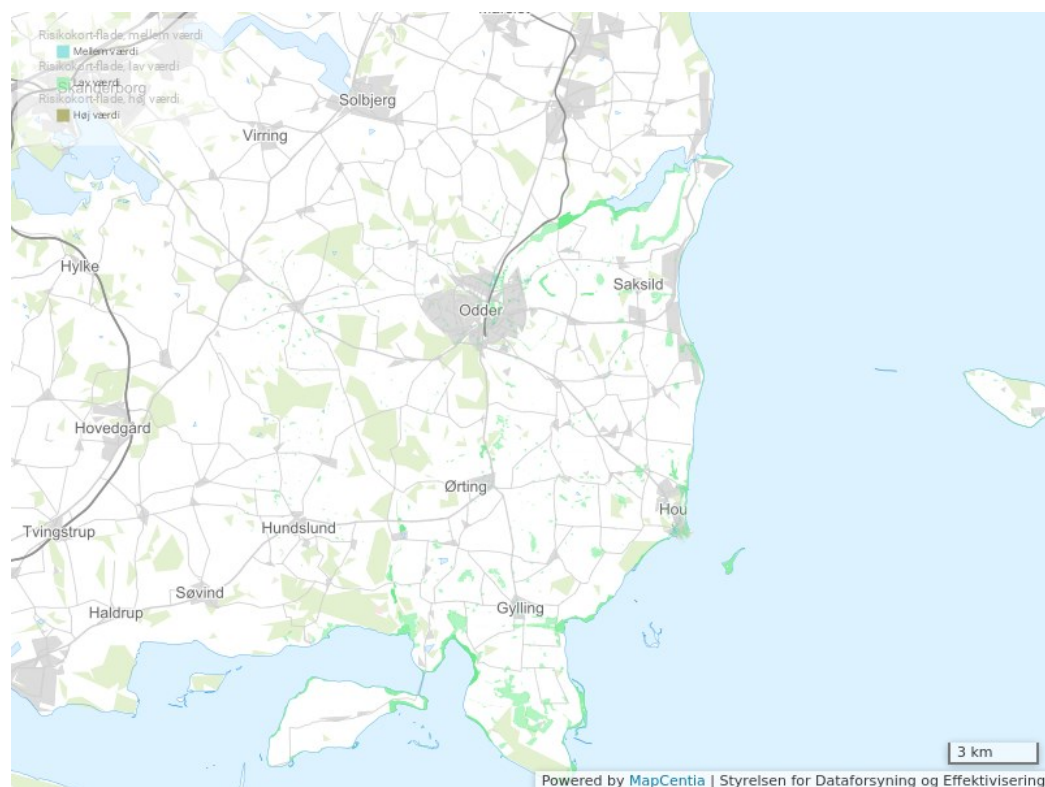 Risikokort-flade, mellem værdi
Mellem værdi
Risikokort-flade, lav værdi
Lav værdi
Skanderborg
Risikokort-flade, høj værdi
Høj værdi
Solbjerg
Virring
Hylke
Saksild
Odder
Hovedgård
Ørting
Hou
Tvingstrup
Hundslund
Søvind
Haldrup
Gylling
3 km
Powered by MapCentia | Styrelsen for Dataforsyning og Effektivisering